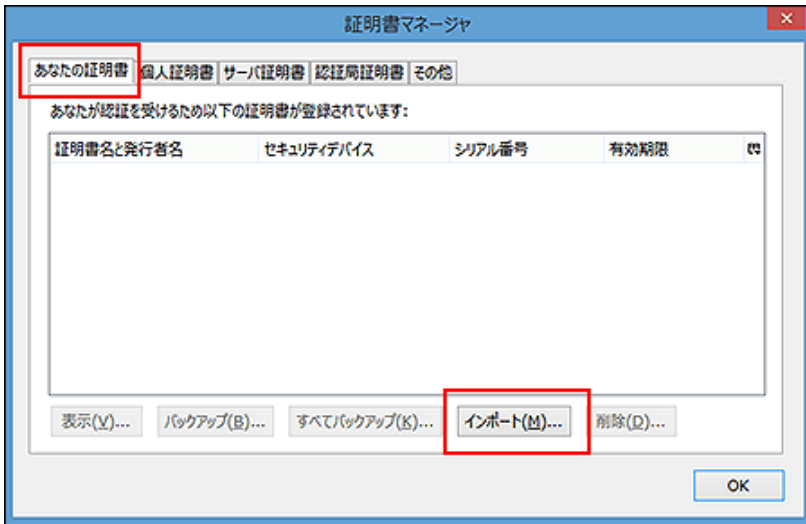 証明書マネージャ
あなたの証明書 個人証明書 サーバ証明書 認証局証明書 その他
あなたが認証を受けるため以下の証明書が登録されています:
証明書名と発行者名 セキュリティデバイス シリアル番号 有効期限
表示(V)... バックアップ(B)... すべてバックアップ(K)... インポート(M)... 削除(D)...
OK